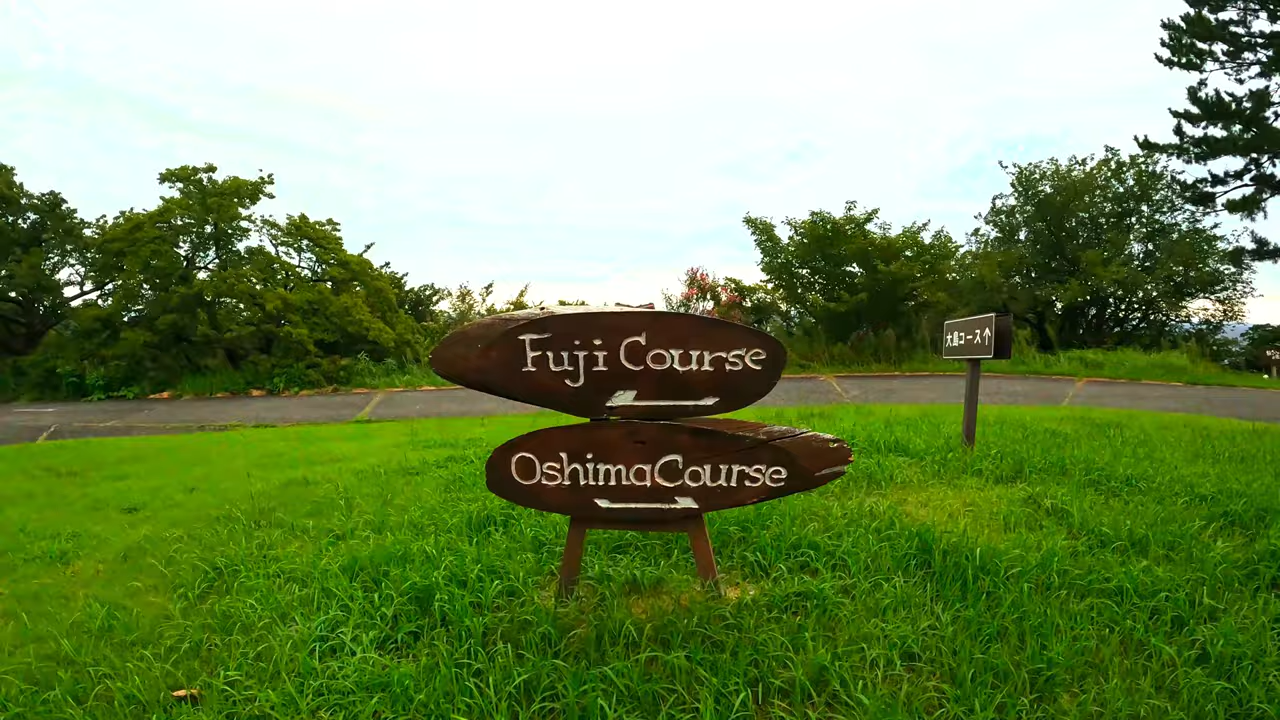 Fuji Course
Oshima Course
大島コース↑